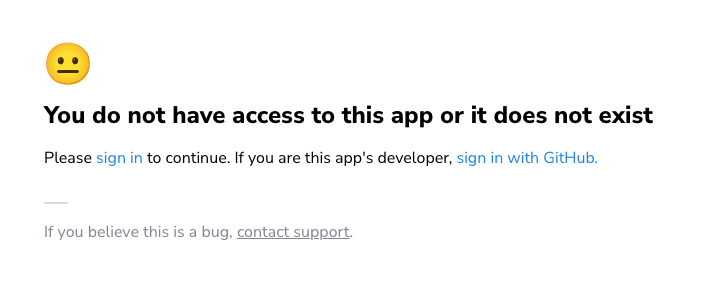 You do not have access to this app or it does not exist
Please sign in to continue. If you are this app's developer, sign in with GitHub.
If you believe this is a bug, contact support.